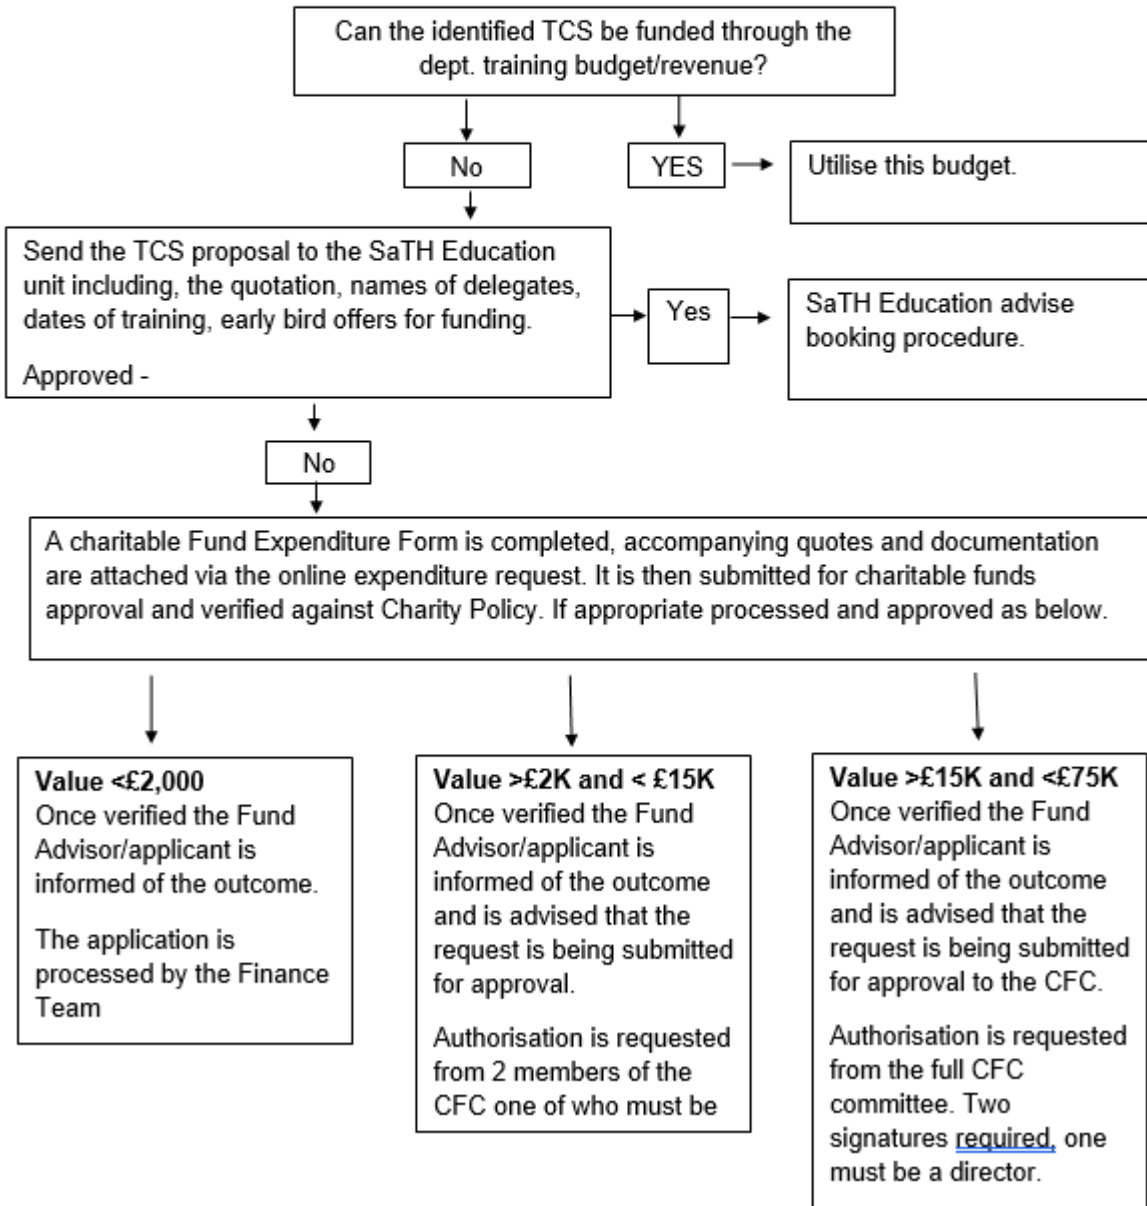 Can the identified TCS be funded through the
dept. training budget/revenue?
No
YES
Utilise this budget.
Send the TCS proposal to the SaTH Education
unit including, the quotation, names of delegates,
dates of training, early bird offers for funding.
Approved -
Yes
SaTH Education advise
booking procedure.
No
A charitable Fund Expenditure Form is completed, accompanying quotes and documentation
are attached via the online expenditure request. It is then submitted for charitable funds
approval and verified against Charity Policy. If appropriate processed and approved as below.
Value <£2,000
Once verified the Fund
Advisor/applicant is
informed of the outcome.
The application is
processed by the Finance
Team
Value >£2K and < £15K
Once verified the Fund
Advisor/applicant is
informed of the outcome
and is advised that the
request is being submitted
for approval.
Authorisation is requested
from 2 members of the
CFC one of who must be
Value >£15K and <£75K
Once verified the Fund
Advisor/applicant is
informed of the outcome
and is advised that the
request is being submitted
for approval to the CFC.
Authorisation is requested
from the full CFC
committee. Two
signatures required, one
must be a director.